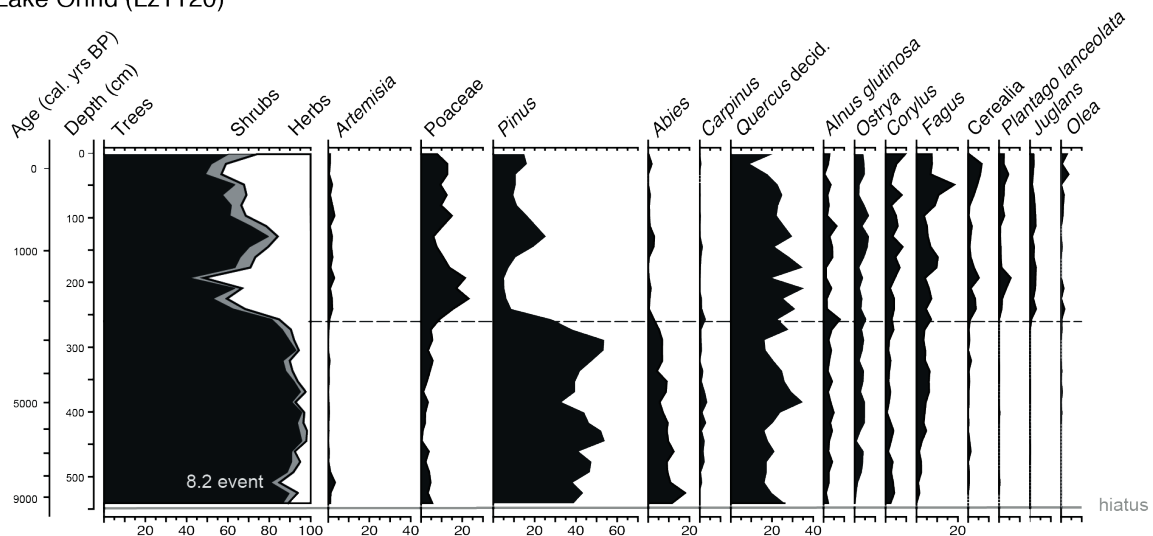 Lake Ohrid (Lz1120)
Age (cal. yrs BP)
Depth (cm)
Trees
Shrubs
Herbs
Artemisia
Poaceae
Pinus
Abies
Carpinus
Quercus decid.
Alnus glutinosa
Ostrya
Corylus
Fagus
Cerealia
Plantago lanceolata
Juglans
Olea
0
0
100
1000
200
300
5000
400
8.2 event
500
9000
hiatus
20 40 60 80 100 20 40 20 20 40 60 20 20 40 20